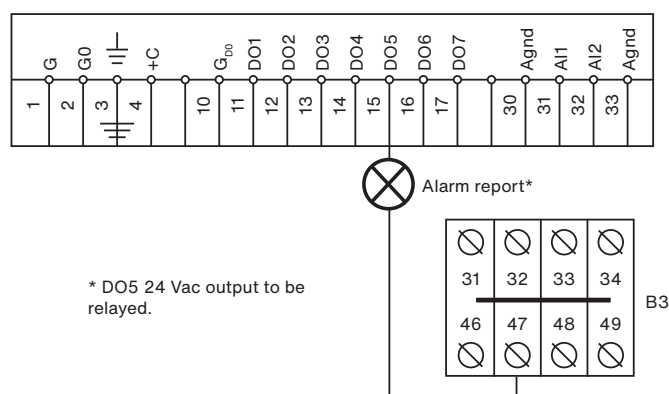 G G0 +C G DO DO1 DO2 DO3 DO4 DO5 DO6 DO7 Agnd AI1 AI2 Agnd
1 2 3 4 10 11 12 13 14 15 16 17 30 31 32 33
Alarm report*
* DO5 24 Vac output to be
relayed.
31 32 33 34
B3
46 47 48 49